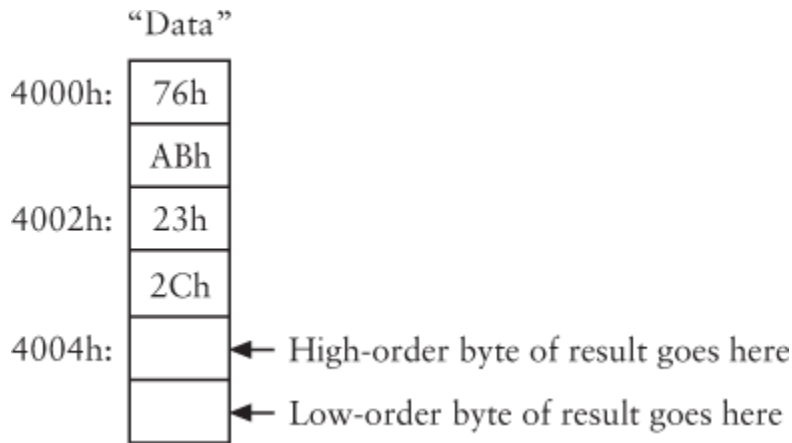 “Data”
4000h: 76h
ABh
4002h: 23h
2Ch
4004h: High-order byte of result goes here
Low-order byte of result goes here